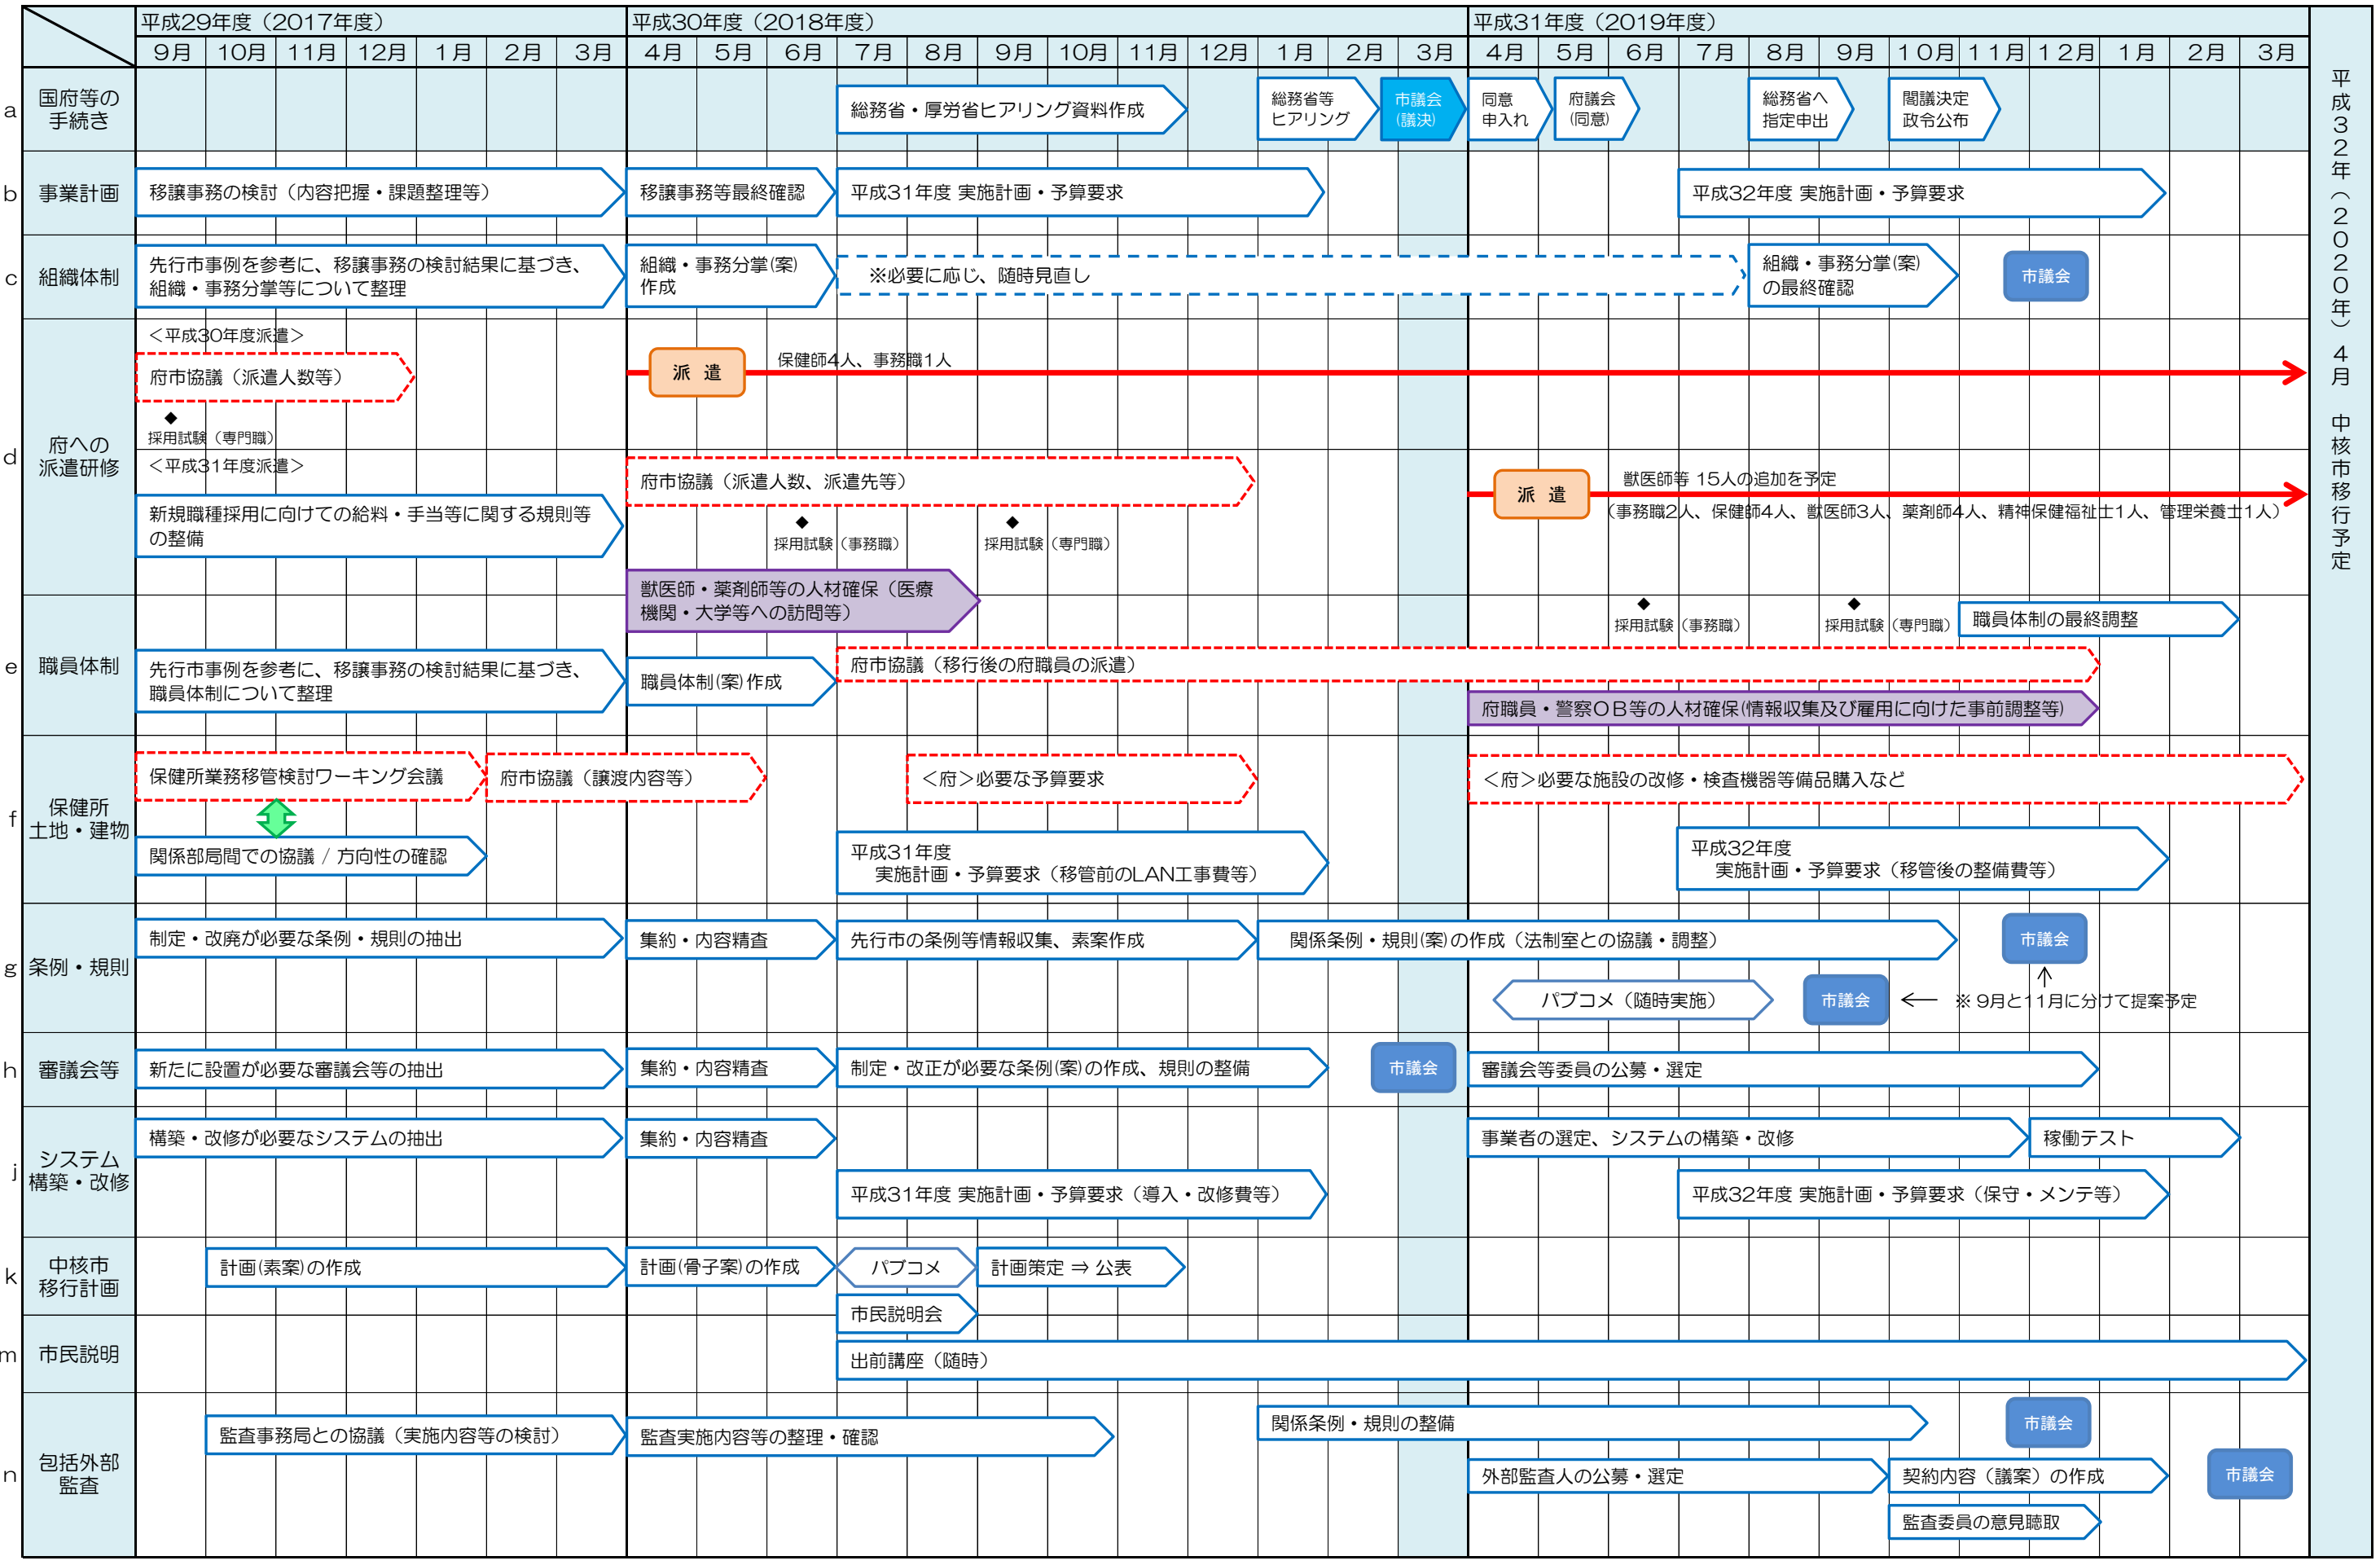 平成29年度（2017年度）
平成30年度（2018年度）
平成31年度（2019年度）
9月 10月 11月 12月 1月 2月 3月 4月 5月 6月 7月 8月 9月 10月 11月 12月 1月 2月 3月 4月 5月 6月 7月 8月 9月 10月 11月 12月 1月 2月 3月
平成32年（2020年）4月 中核市移行予定
a
国府等の
手続き
総務省・厚労省ヒアリング資料作成
総務省等
ヒアリング
市議会
(議決)
同意
申入れ
府議会
(同意)
総務省へ
指定申出
閣議決定
政令公布
b
事業計画
移譲事務の検討（内容把握・課題整理等）
移譲事務等最終確認
平成31年度 実施計画・予算要求
平成32年度 実施計画・予算要求
c
組織体制
先行市事例を参考に、移譲事務の検討結果に基づき、
組織・事務分掌等について整理
組織・事務分掌(案)
作成
※必要に応じ、随時見直し
組織・事務分掌(案)
の最終確認
市議会
d
府への
派遣研修
＜平成30年度派遣＞
府市協議（派遣人数等）
◆
採用試験（専門職）
派 遣
保健師4人、事務職1人
＜平成31年度派遣＞
新規職種採用に向けての給料・手当等に関する規則等
の整備
府市協議（派遣人数、派遣先等）
◆
採用試験（事務職）
◆
採用試験（専門職）
派 遣
獣医師等 15人の追加を予定
（事務職2人、保健師4人、獣医師3人、薬剤師4人、精神保健福祉士1人、管理栄養士1人）
獣医師・薬剤師等の人材確保（医療
機関・大学等への訪問等）
e
職員体制
◆
採用試験（事務職）
◆
採用試験（専門職）
職員体制の最終調整
先行市事例を参考に、移譲事務の検討結果に基づき、
職員体制について整理
職員体制(案)作成
府市協議（移行後の府職員の派遣）
府職員・警察ＯＢ等の人材確保(情報収集及び雇用に向けた事前調整等)
f
保健所
土地・建物
保健所業務移管検討ワーキング会議
府市協議（譲渡内容等）
＜府＞必要な予算要求
＜府＞必要な施設の改修・検査機器等備品購入など
関係部局間での協議 / 方向性の確認
平成31年度
実施計画・予算要求（移管前のLAN工事費等）
平成32年度
実施計画・予算要求（移管後の整備費等）
g
条例・規則
制定・改廃が必要な条例・規則の抽出
集約・内容精査
先行市の条例等情報収集、素案作成
関係条例・規則(案)の作成（法制室との協議・調整）
市議会
パブコメ（随時実施）
市議会
← ※ 9月と11月に分けて提案予定
↑
h
審議会等
新たに設置が必要な審議会等の抽出
集約・内容精査
制定・改正が必要な条例(案)の作成、規則の整備
市議会
審議会等委員の公募・選定
j
システム
構築・改修
構築・改修が必要なシステムの抽出
集約・内容精査
事業者の選定、システムの構築・改修
稼働テスト
平成31年度 実施計画・予算要求（導入・改修費等）
平成32年度 実施計画・予算要求（保守・メンテ等）
k
中核市
移行計画
計画(素案)の作成
計画(骨子案)の作成
パブコメ
計画策定 ⇒ 公表
市民説明会
m
市民説明
出前講座（随時）
n
包括外部
監査
監査事務局との協議（実施内容等の検討）
監査実施内容等の整理・確認
関係条例・規則の整備
市議会
外部監査人の公募・選定
契約内容（議案）の作成
市議会
監査委員の意見聴取